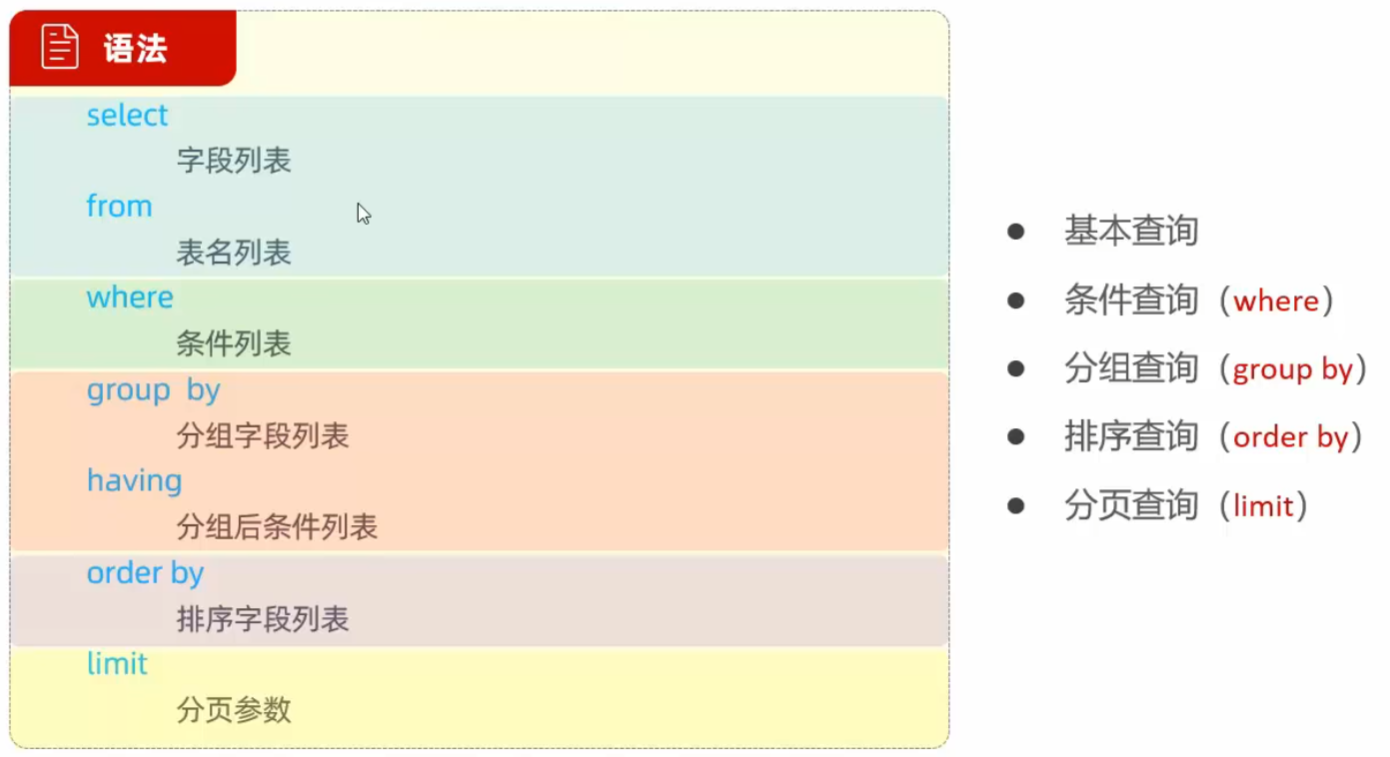 语法
select
字段列表
from
表名列表
where
条件列表
group by
分组字段列表
having
分组后条件列表
order by
排序字段列表
limit
分页参数
● 基本查询
● 条件查询（where）
● 分组查询（group by）
● 排序查询（order by）
● 分页查询（limit）